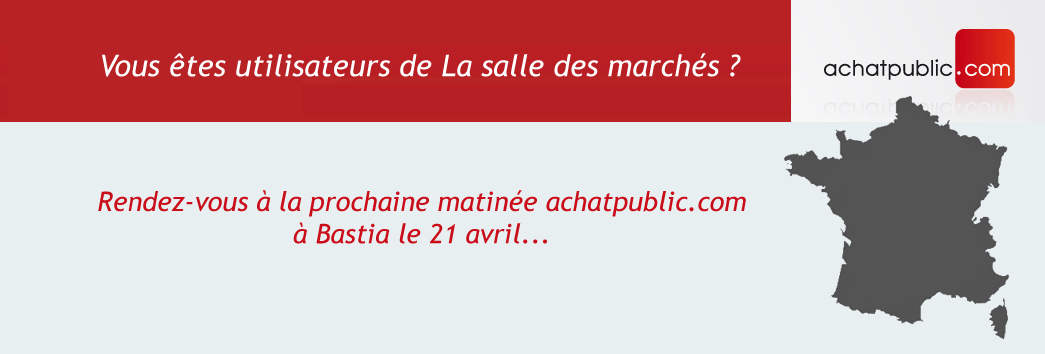 Vous êtes utilisateurs de La salle des marchés ?
achatpublic.com
Rendez-vous à la prochaine matinée achatpublic.com
à Bastia le 21 avril...